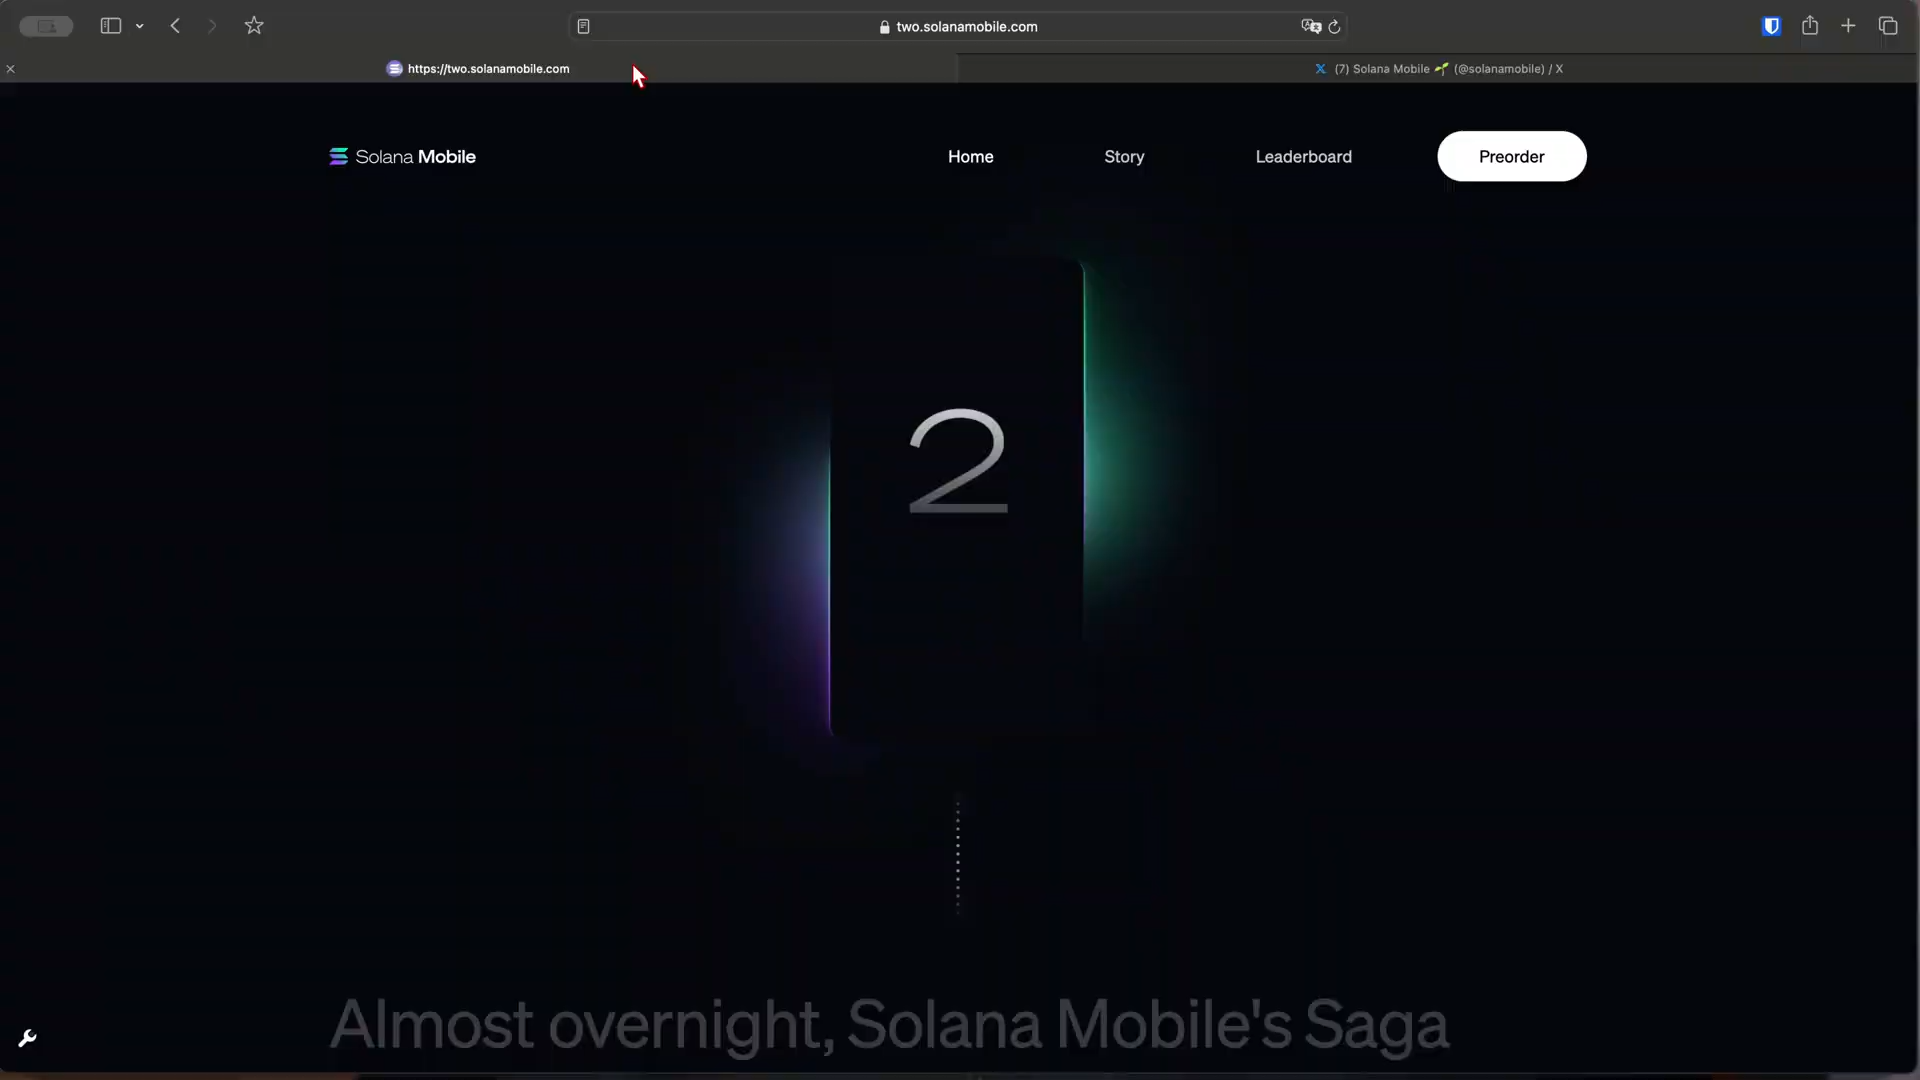 two.solanamobile.com
https://two.solanamobile.com
(7) Solana Mobile 🌱 (@solanamobile) / X
Solana Mobile
Home
Story
Leaderboard
Preorder
2
Almost overnight, Solana Mobile's Saga